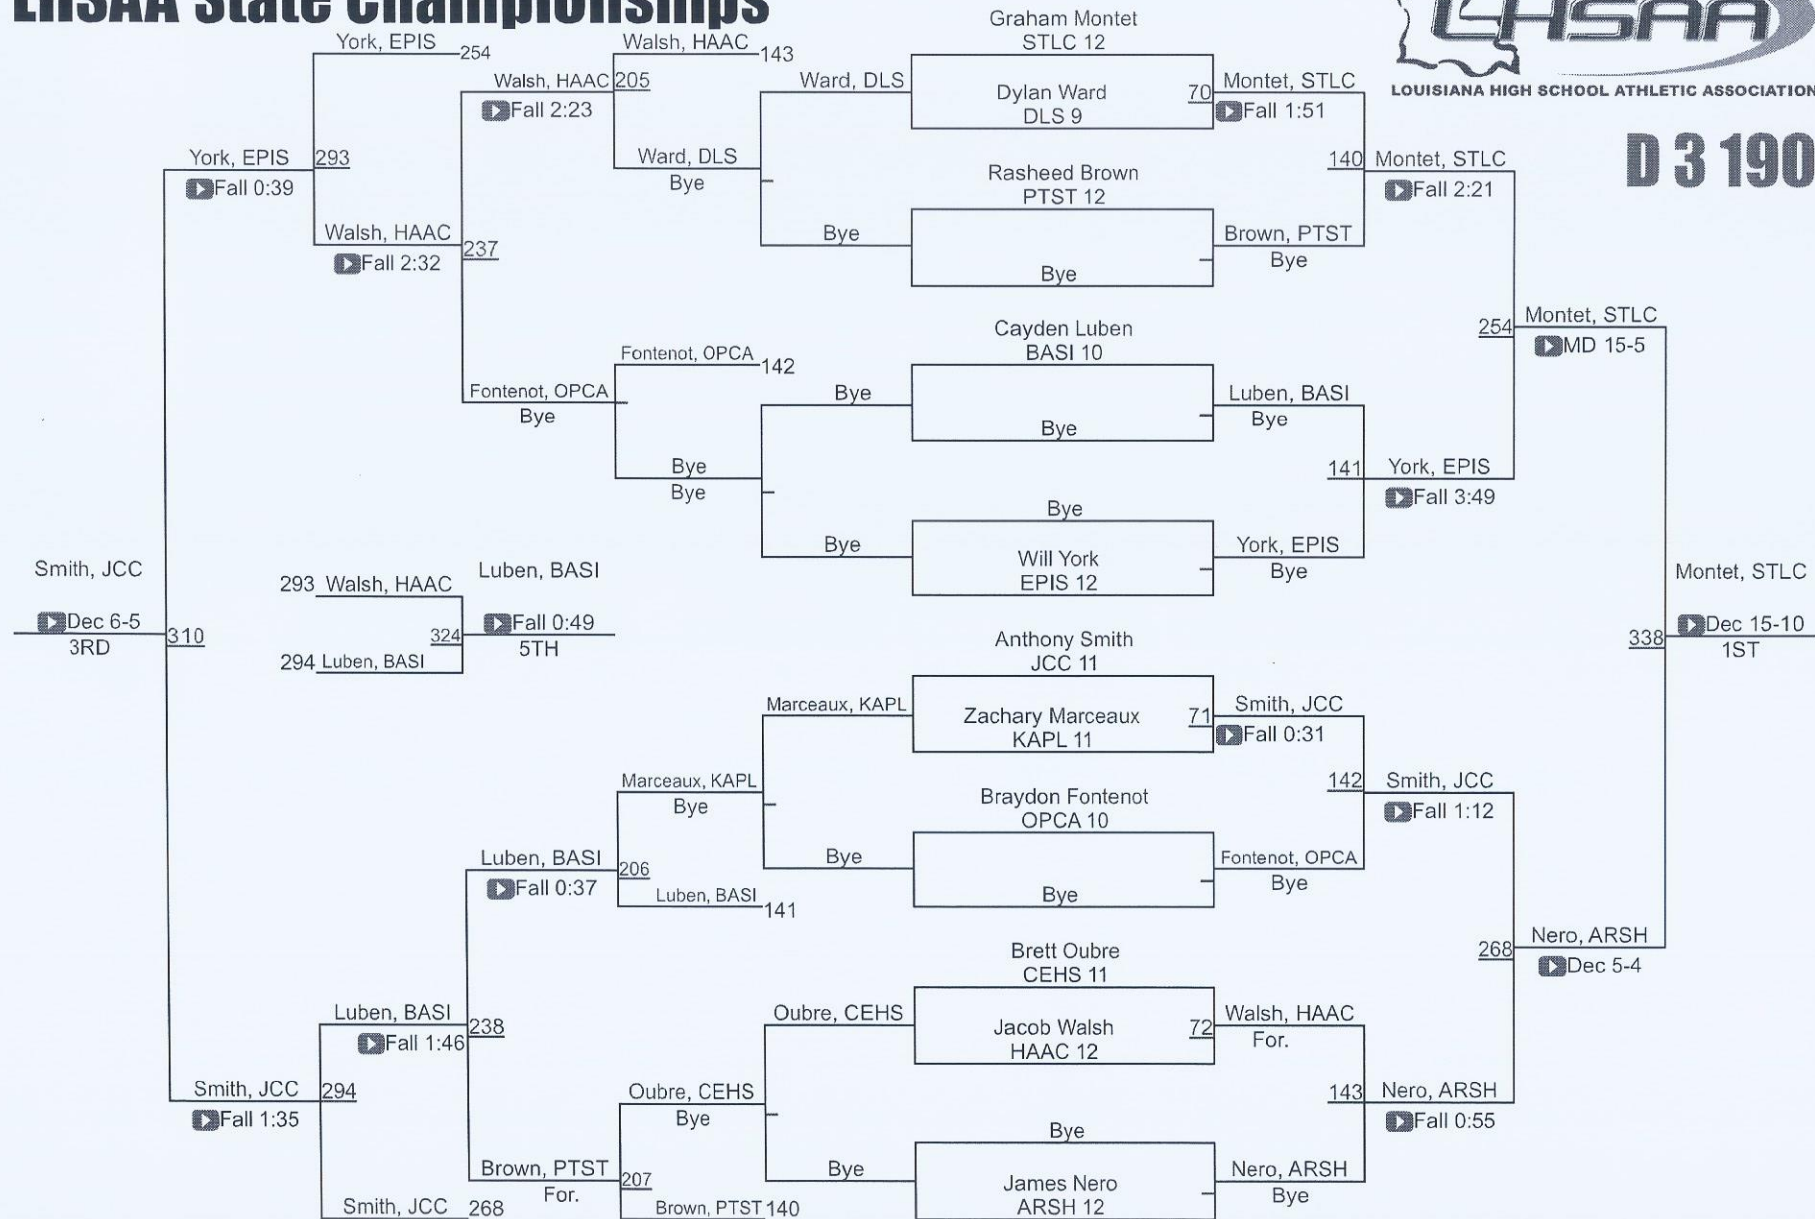 LHSAA State Championships
LHSAA
LOUISIANA HIGH SCHOOL ATHLETIC ASSOCIATION
D 3 190
York, EPIS
254
Walsh, HAAC
143
Walsh, HAAC
205
Fall 2:23
Ward, DLS
Graham Montet
STLC 12
Dylan Ward
DLS 9
70
Montet, STLC
Fall 1:51
York, EPIS
293
Fall 0:39
Ward, DLS
Bye
Rasheed Brown
PTST 12
140
Montet, STLC
Fall 2:21
Walsh, HAAC
237
Fall 2:32
Bye
Bye
Brown, PTST
Bye
Cayden Luben
BASI 10
254
Montet, STLC
MD 15-5
Fontenot, OPCA
142
Fontenot, OPCA
Bye
Bye
Bye
Luben, BASI
Bye
Bye
Bye
141
York, EPIS
Fall 3:49
Bye
Bye
Will York
EPIS 12
York, EPIS
Bye
Smith, JCC
Dec 6-5
3RD
310
293 Walsh, HAAC
294 Luben, BASI
324
Luben, BASI
Fall 0:49
5TH
Montet, STLC
338
Dec 15-10
1ST
Anthony Smith
JCC 11
Marceaux, KAPL
Zachary Marceaux
KAPL 11
71
Smith, JCC
Fall 0:31
Marceaux, KAPL
Bye
Braydon Fontenot
OPCA 10
142
Smith, JCC
Fall 1:12
Luben, BASI
206
Fall 0:37
Luben, BASI
141
Bye
Bye
Fontenot, OPCA
Bye
Brett Oubre
CEHS 11
268
Nero, ARSH
Dec 5-4
Luben, BASI
238
Fall 1:46
Oubre, CEHS
Jacob Walsh
HAAC 12
72
Walsh, HAAC
For.
Smith, JCC
294
Fall 1:35
Oubre, CEHS
Bye
143
Nero, ARSH
Fall 0:55
Bye
Brown, PTST
207
For.
Bye
James Nero
ARSH 12
Nero, ARSH
Bye
Smith, JCC
268
Brown, PTST
140